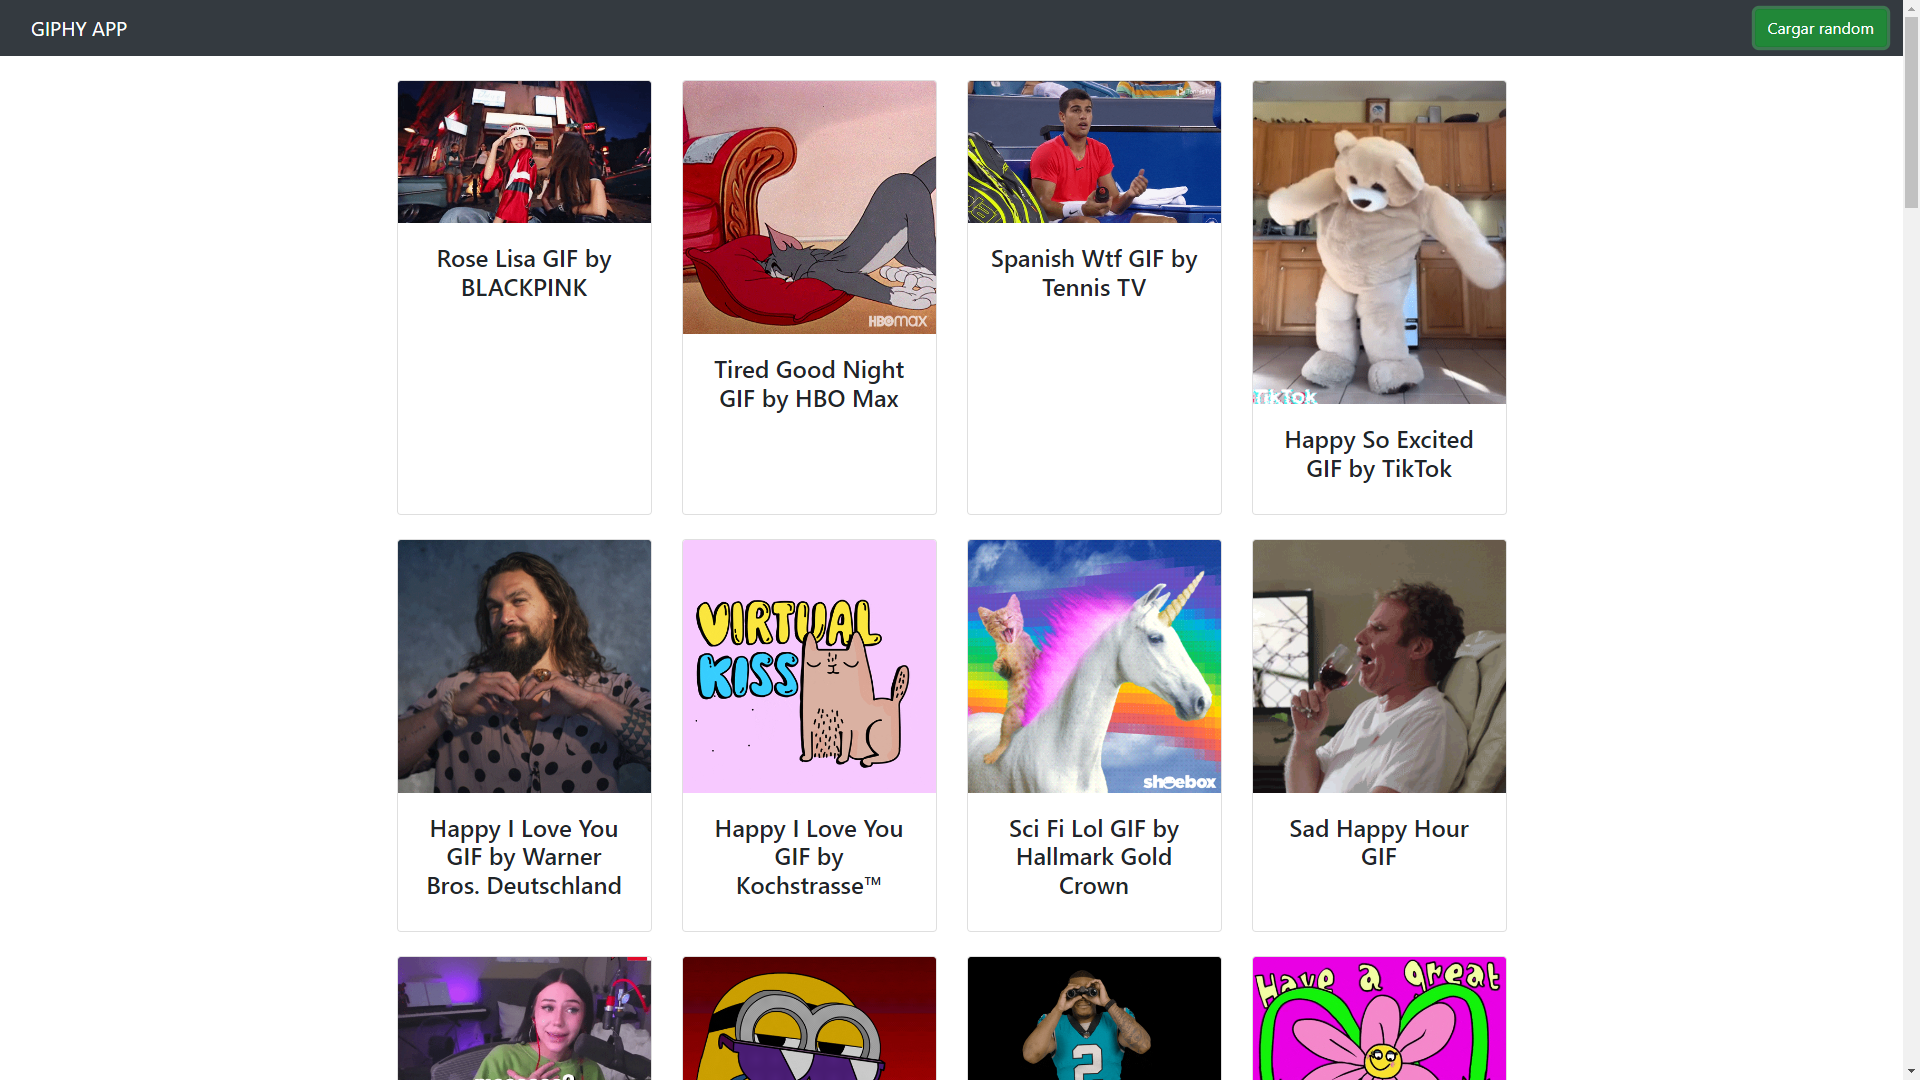 GIPHY APP
Cargar random
HBOmax
TikTok
Rose Lisa GIF by
BLACKPINK
Tired Good Night
GIF by HBO Max
Spanish Wtf GIF by
Tennis TV
Happy So Excited
GIF by TikTok
VIRTUAL
KISS
shoebox
Happy I Love You
GIF by Warner
Bros. Deutschland
Happy I Love You
GIF by
Kochstrasse™
Sci Fi Lol GIF by
Hallmark Gold
Crown
Sad Happy Hour
GIF
2
Have a great